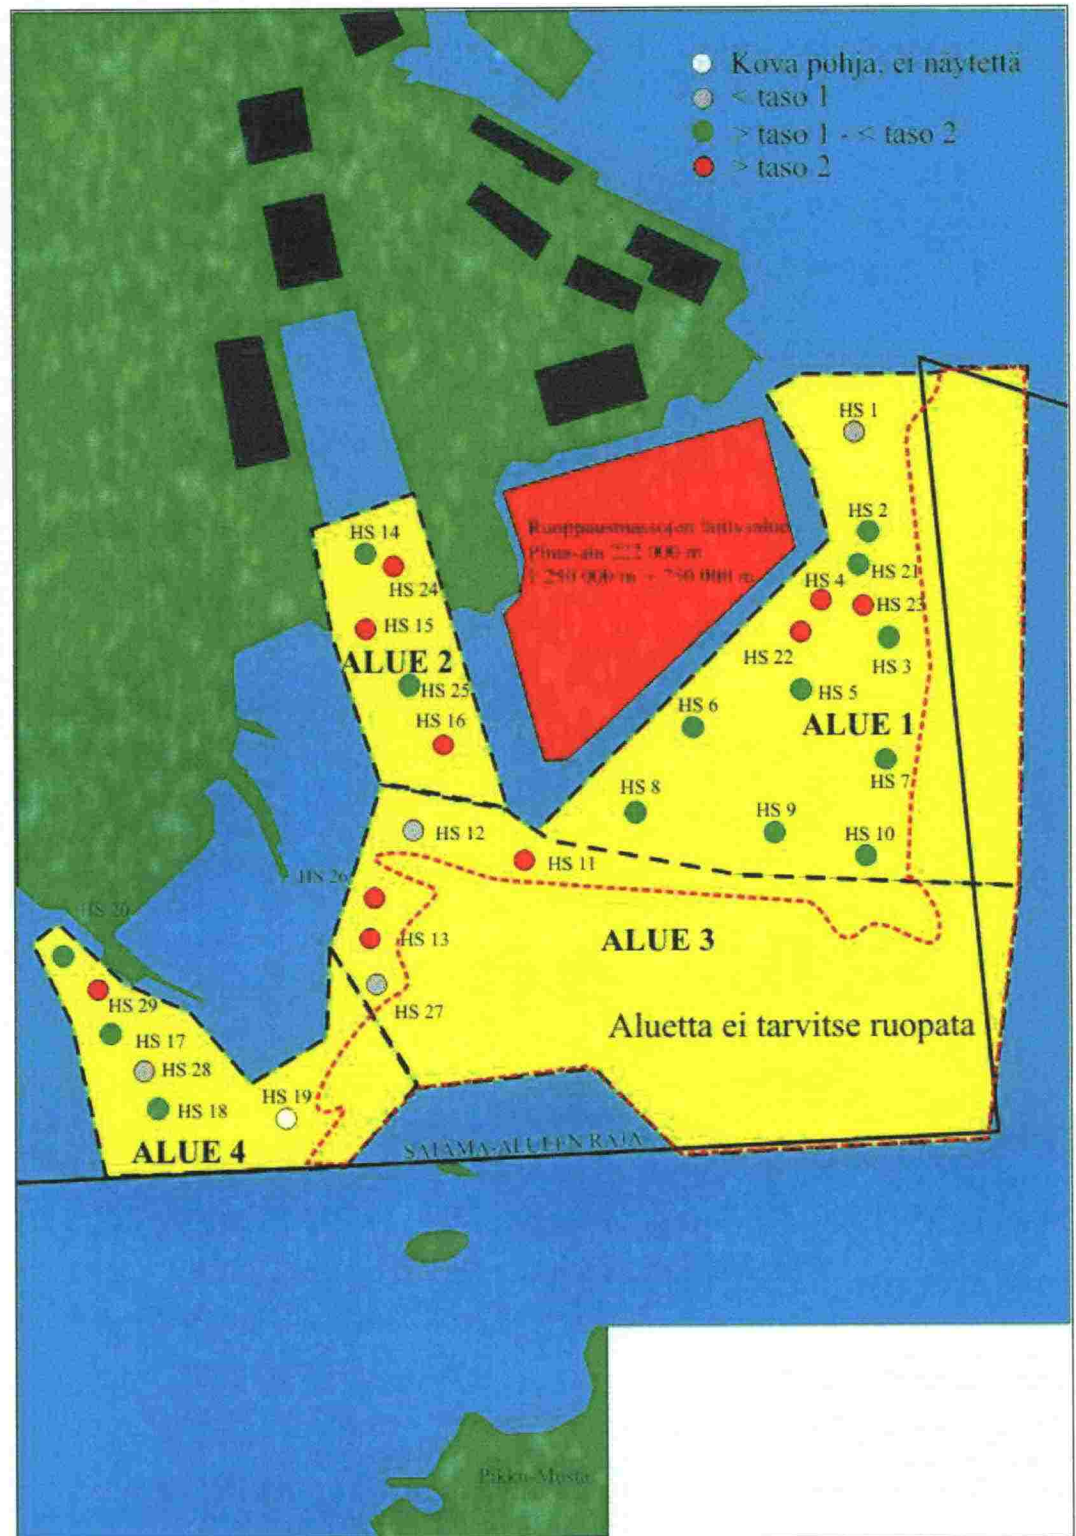 Kova pohja, ei näytettä
< taso 1
> taso 1 - < taso 2
> taso 2
HS 1
HS 2
HS 21
HS 4
HS 23
HS 22
HS 3
HS 5
ALUE 1
HS 6
HS 7
HS 8
HS 9
HS 10
HS 14
HS 24
HS 15
ALUE 2
HS 25
HS 16
HS 12
HS 11
HS 26
HS 13
HS 27
ALUE 3
Aluetta ei tarvitse ruopata
HS 20
HS 29
HS 17
HS 28
HS 18
HS 19
ALUE 4
SATAMA-ALUEEN RAJA
Pikku-Musta